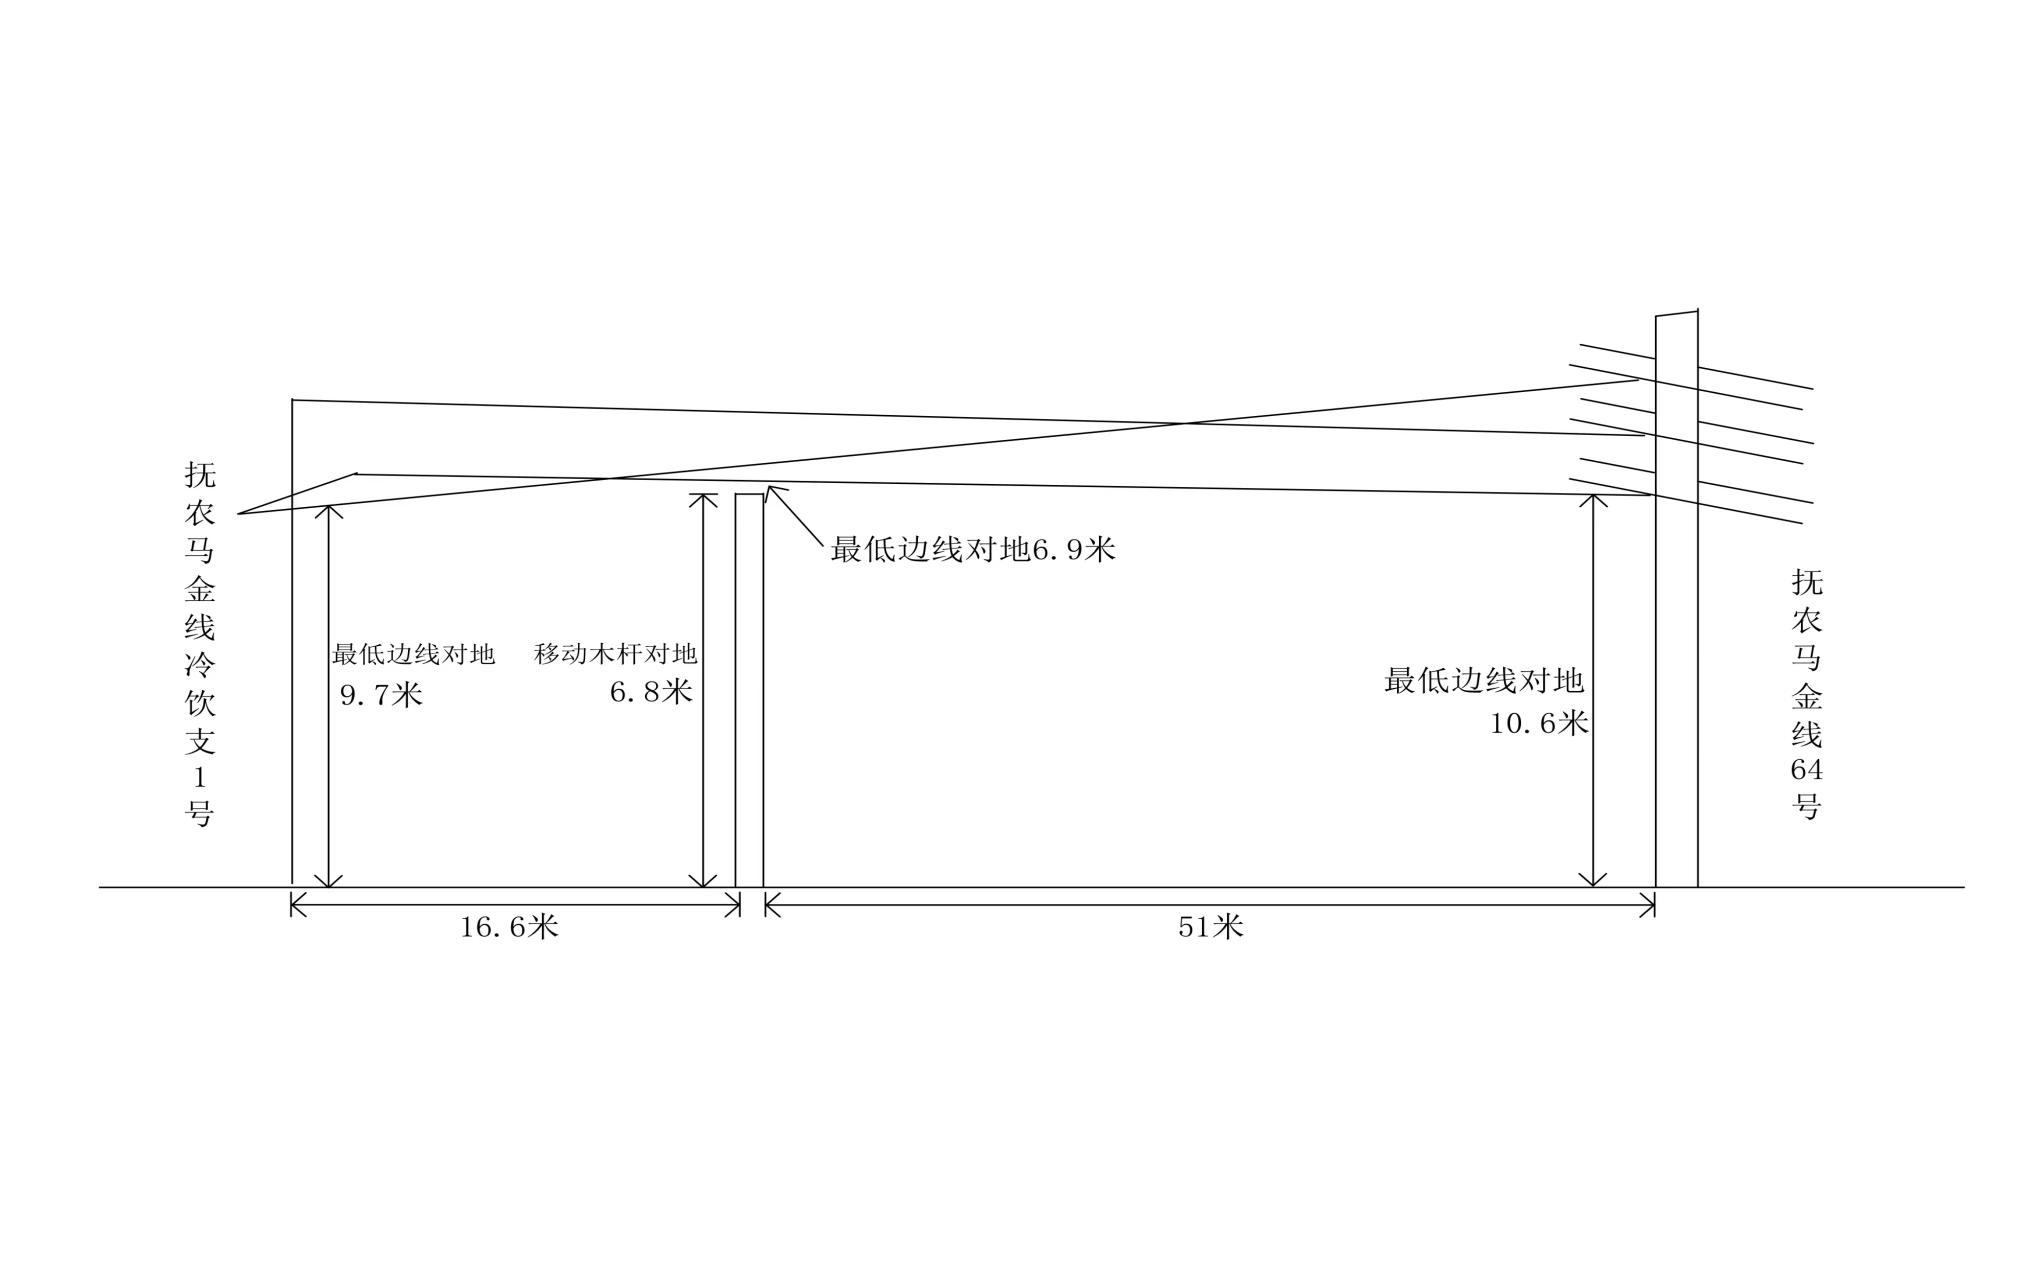 抚农马金线冷饮支1号
最低边线对地
9.7米
移动木杆对地
6.8米
最低边线对地6.9米
最低边线对地
10.6米
抚农马金线64号
16.6米
51米